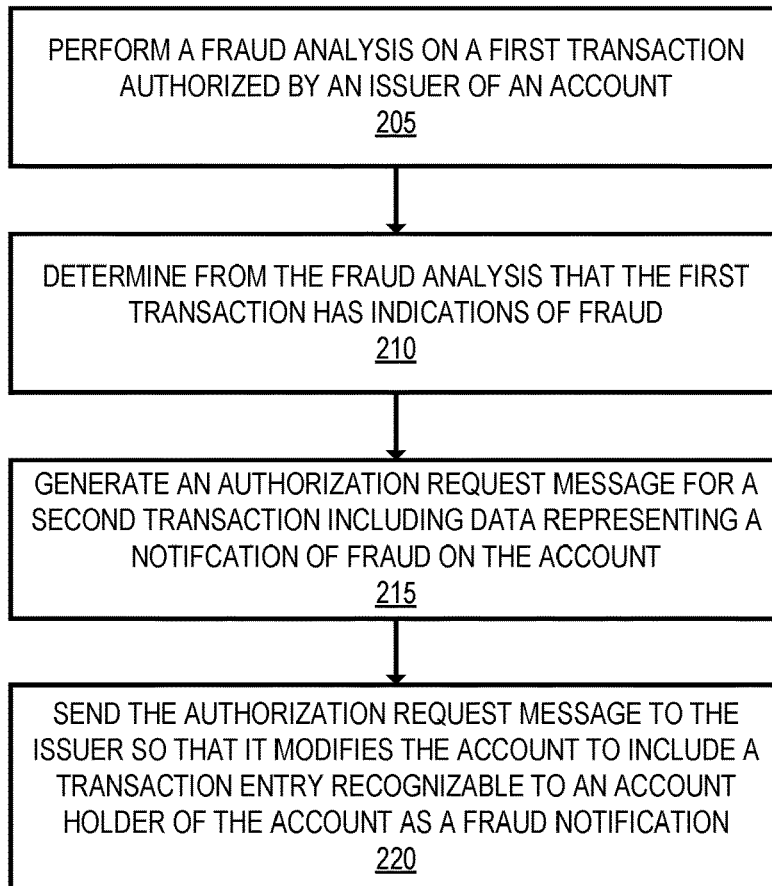 PERFORM A FRAUD ANALYSIS ON A FIRST TRANSACTION
AUTHORIZED BY AN ISSUER OF AN ACCOUNT
205
DETERMINE FROM THE FRAUD ANALYSIS THAT THE FIRST
TRANSACTION HAS INDICATIONS OF FRAUD
210
GENERATE AN AUTHORIZATION REQUEST MESSAGE FOR A
SECOND TRANSACTION INCLUDING DATA REPRESENTING A
NOTIFCATION OF FRAUD ON THE ACCOUNT
215
SEND THE AUTHORIZATION REQUEST MESSAGE TO THE
ISSUER SO THAT IT MODIFIES THE ACCOUNT TO INCLUDE A
TRANSACTION ENTRY RECOGNIZABLE TO AN ACCOUNT
HOLDER OF THE ACCOUNT AS A FRAUD NOTIFICATION
220